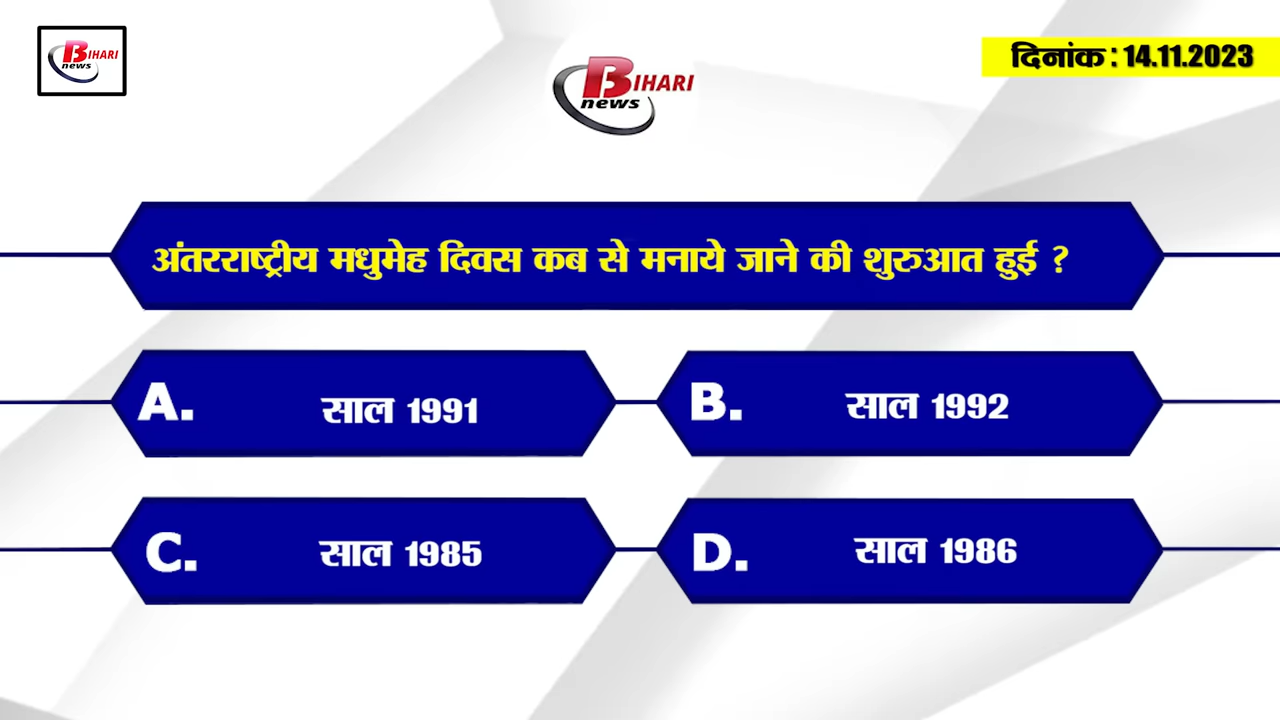 BIHARI
news
BIHARI
news
दिनांक : 14.11.2023
अंतरराष्ट्रीय मधुमेह दिवस कब से मनाये जाने की शुरुआत हुई ?
A. साल 1991
B. साल 1992
C. साल 1985
D. साल 1986